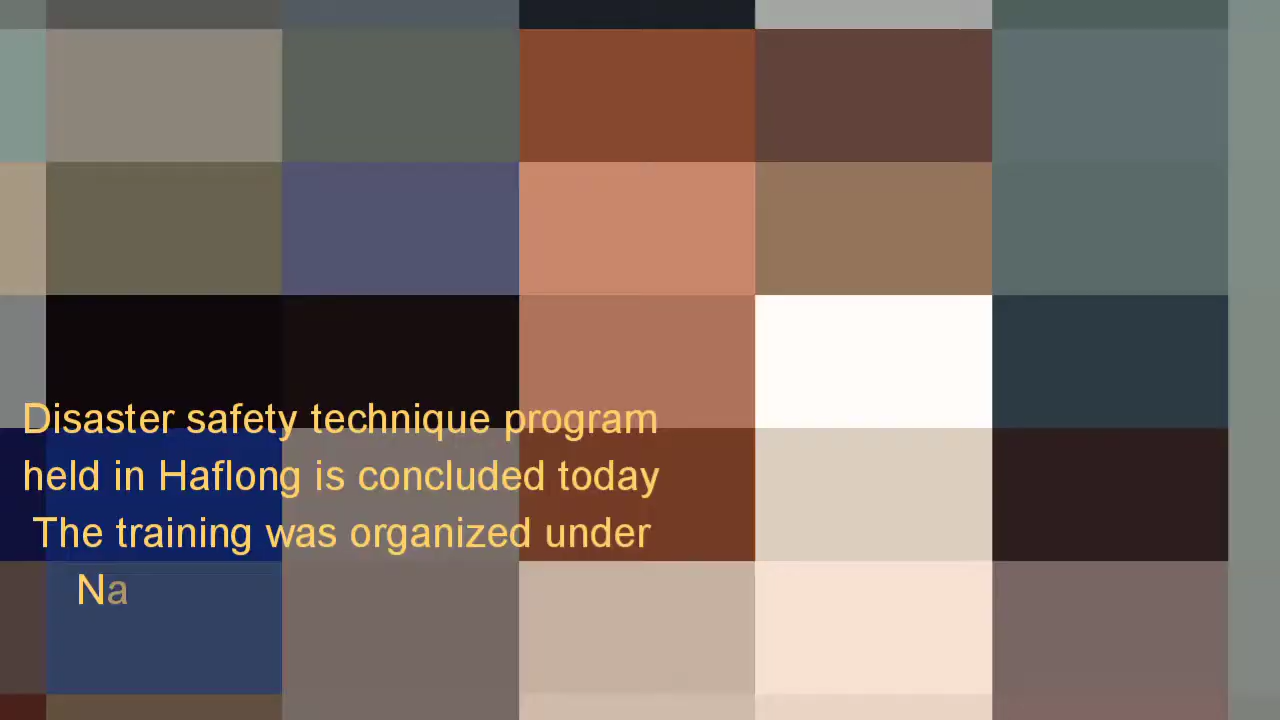 Disaster safety technique program
held in Haflong is concluded today
The training was organized under
Na